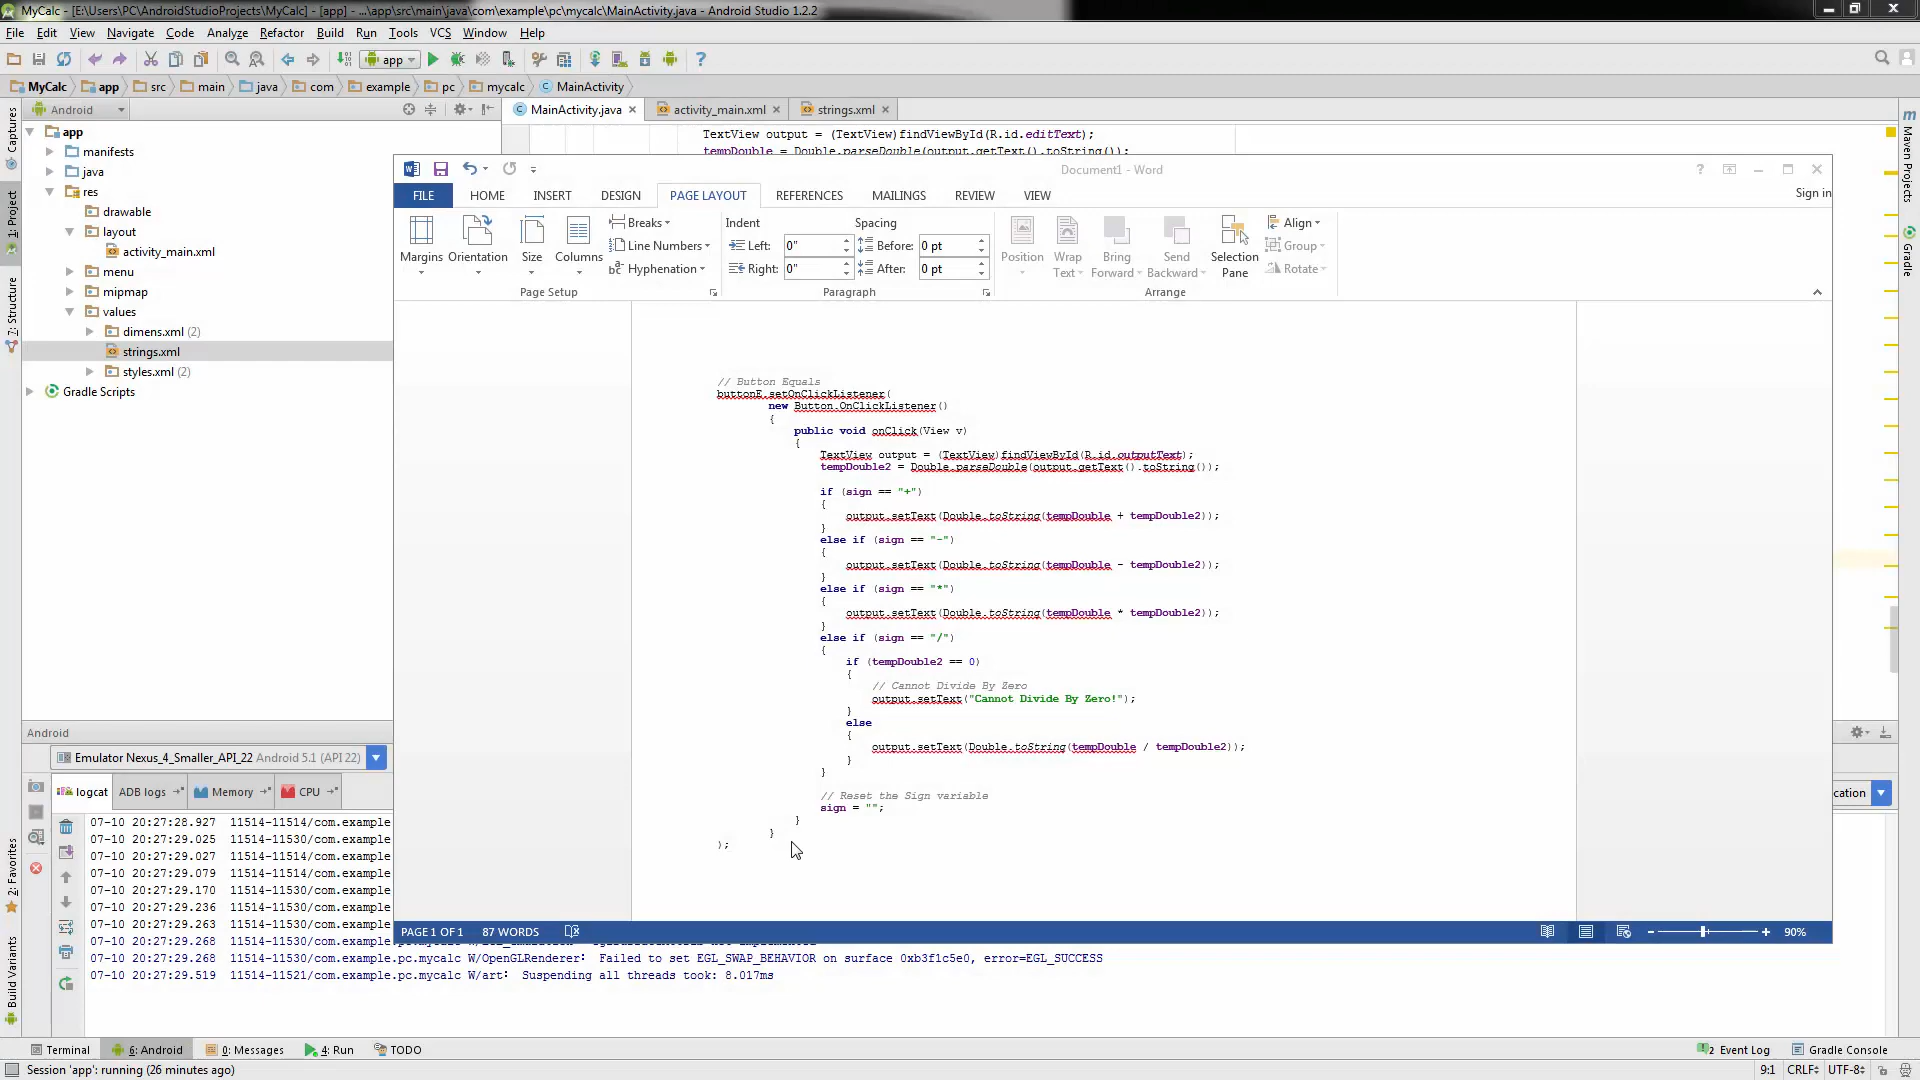 MyCalc - [E:\Users\PC\AndroidStudioProjects\MyCalc] - [app] - ...\app\src\main\java\com\example\pc\mycalc\MainActivity.java - Android Studio 1.2.2
File Edit View Navigate Code Analyze Refactor Build Run Tools VCS Window Help
app
MyCalc app src main java com example pc mycalc MainActivity
Android
MainActivity.java activity_main.xml strings.xml
Captures
1: Project
7: Structure
2: Favorites
Build Variants
Maven Projects
Gradle
app
manifests
java
res
drawable
layout
activity_main.xml
menu
mipmap
values
dimens.xml (2)
strings.xml
styles.xml (2)
Gradle Scripts
TextView output = (TextView)findViewById(R.id.editText);
tempDouble = Double.parseDouble(output.getText().toString());
Document1 - Word
FILE HOME INSERT DESIGN PAGE LAYOUT REFERENCES MAILINGS REVIEW VIEW Sign in
Margins Orientation Size Columns
Breaks
Line Numbers
Hyphenation
Page Setup
Indent Spacing
Left: 0" Before: 0 pt
Right: 0" After: 0 pt
Paragraph
Position Wrap Text Bring Forward Send Backward Selection Pane
Align
Group
Rotate
Arrange
// Button Equals
buttonE.setOnClickListener(
new Button.OnClickListener()
{
public void onClick(View v)
{
TextView output = (TextView)findViewById(R.id.outputText);
tempDouble2 = Double.parseDouble(output.getText().toString());
if (sign == "+")
{
output.setText(Double.toString(tempDouble + tempDouble2));
}
else if (sign == "-")
{
output.setText(Double.toString(tempDouble - tempDouble2));
}
else if (sign == "*")
{
output.setText(Double.toString(tempDouble * tempDouble2));
}
else if (sign == "/")
{
if (tempDouble2 == 0)
{
// Cannot Divide By Zero
output.setText("Cannot Divide By Zero!");
}
else
{
output.setText(Double.toString(tempDouble / tempDouble2));
}
}
// Reset the Sign variable
sign = "";
}
}
);
PAGE 1 OF 1 87 WORDS 90%
Android
Emulator Nexus_4_Smaller_API_22 Android 5.1 (API 22)
logcat ADB logs Memory CPU
cation
07-10 20:27:28.927 11514-11514/com.example
07-10 20:27:29.025 11514-11530/com.example
07-10 20:27:29.027 11514-11514/com.example
07-10 20:27:29.079 11514-11514/com.example
07-10 20:27:29.170 11514-11530/com.example
07-10 20:27:29.236 11514-11530/com.example
07-10 20:27:29.263 11514-11530/com.example
07-10 20:27:29.268 11514-11530/com.example
07-10 20:27:29.268 11514-11530/com.example.pc.mycalc W/OpenGLRenderer: Failed to set EGL_SWAP_BEHAVIOR on surface 0xb3f1c5e0, error=EGL_SUCCESS
07-10 20:27:29.519 11514-11521/com.example.pc.mycalc W/art: Suspending all threads took: 8.017ms
Terminal 6: Android 0: Messages 4: Run TODO 2 Event Log Gradle Console
Session 'app': running (26 minutes ago) 9:1 CRLF UTF-8